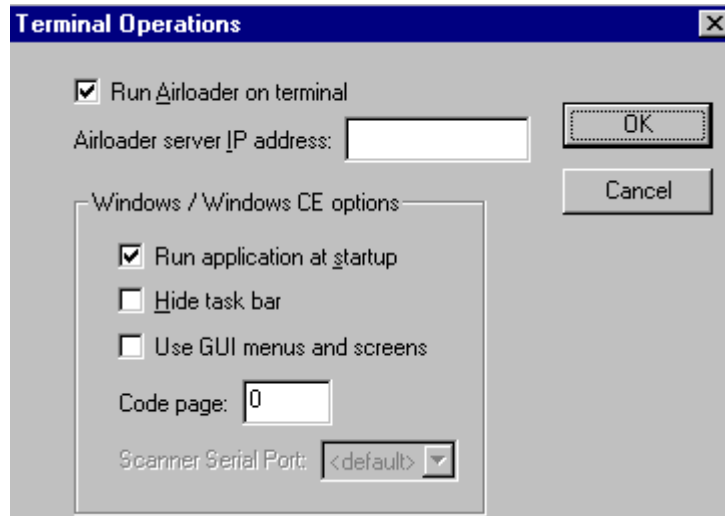 Terminal Operations
Run Airloader on terminal
Airloader server IP address:
OK
Cancel
Windows / Windows CE options
Run application at startup
Hide task bar
Use GUI menus and screens
Code page: 0
Scanner Serial Port: <default>